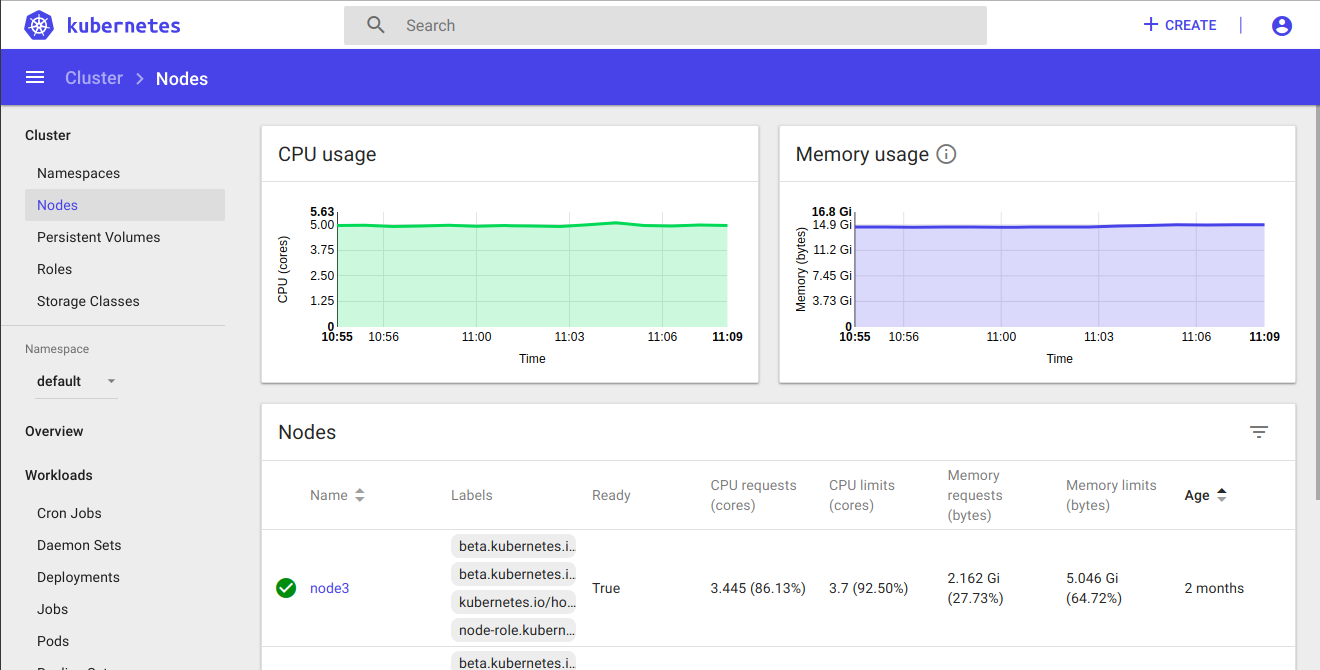 kubernetes
Search
+ CREATE |
Cluster > Nodes
Cluster
Namespaces
Nodes
Persistent Volumes
Roles
Storage Classes
Namespace
default
Overview
Workloads
Cron Jobs
Daemon Sets
Deployments
Jobs
Pods
CPU usage
CPU (cores)
5.63
5.00
3.75
2.50
1.25
0
10:55 10:56 11:00 11:03 11:06 11:09
Time
Memory usage
Memory (bytes)
16.8 Gi
14.9 Gi
11.2 Gi
7.45 Gi
3.73 Gi
0
10:55 10:56 11:00 11:03 11:06 11:09
Time
Nodes
Name
Labels
Ready
CPU requests
(cores)
CPU limits
(cores)
Memory
requests
(bytes)
Memory limits
(bytes)
Age
node3
beta.kubernetes.i...
beta.kubernetes.i...
kubernetes.io/ho...
node-role.kubern...
True
3.445 (86.13%)
3.7 (92.50%)
2.162 Gi
(27.73%)
5.046 Gi
(64.72%)
2 months
beta.kubernetes.i...